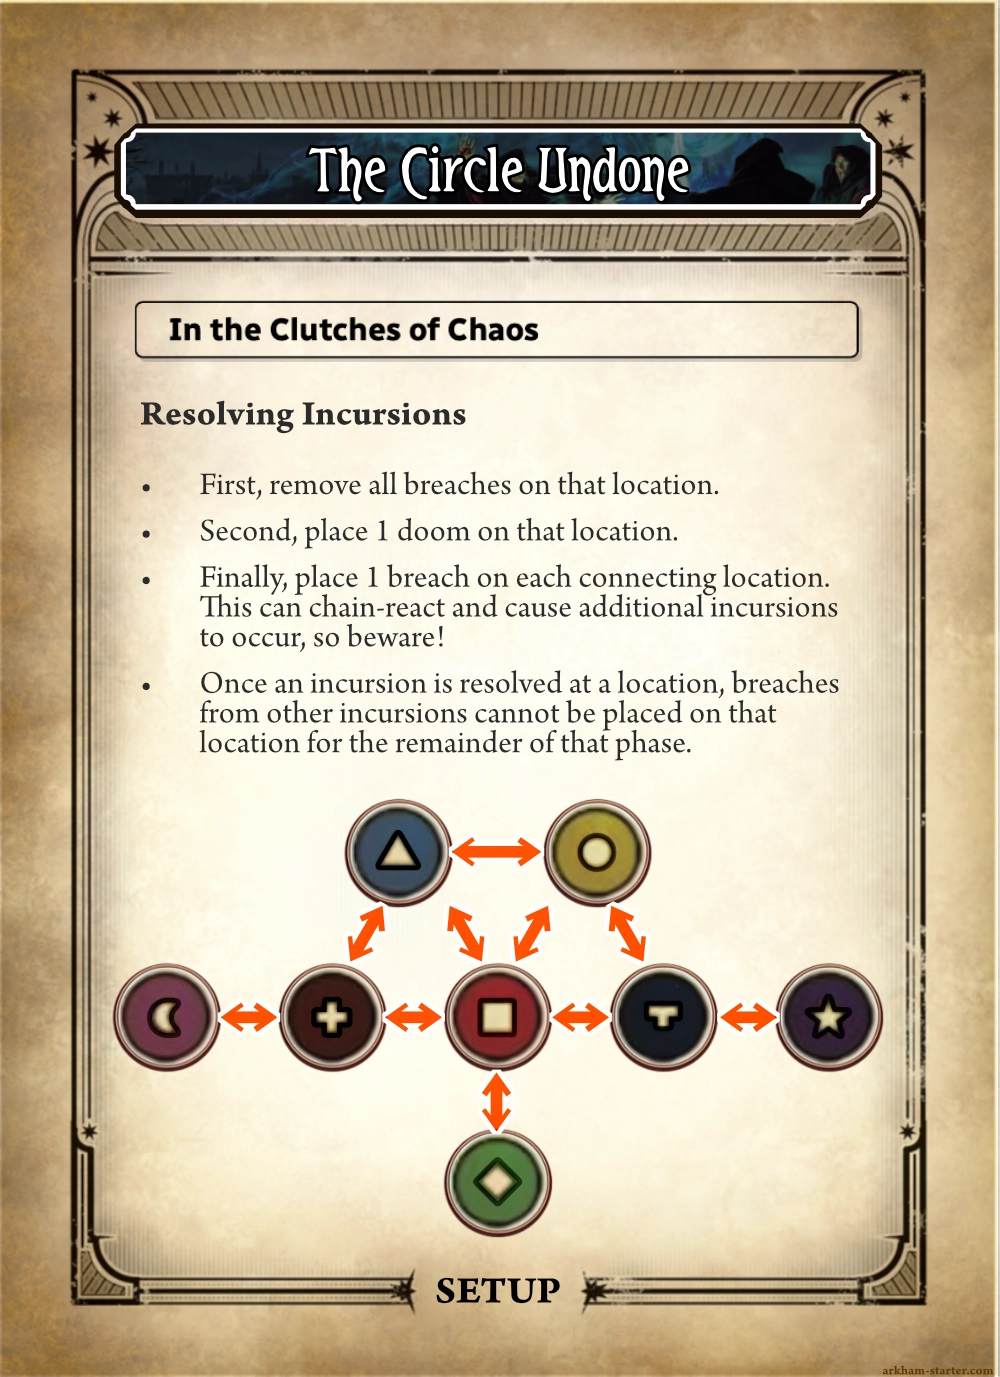 The Circle Undone
In the Clutches of Chaos
Resolving Incursions
• First, remove all breaches on that location.
• Second, place 1 doom on that location.
• Finally, place 1 breach on each connecting location.
This can chain-react and cause additional incursions
to occur, so beware!
• Once an incursion is resolved at a location, breaches
from other incursions cannot be placed on that
location for the remainder of that phase.
SETUP
arkham-starter.com